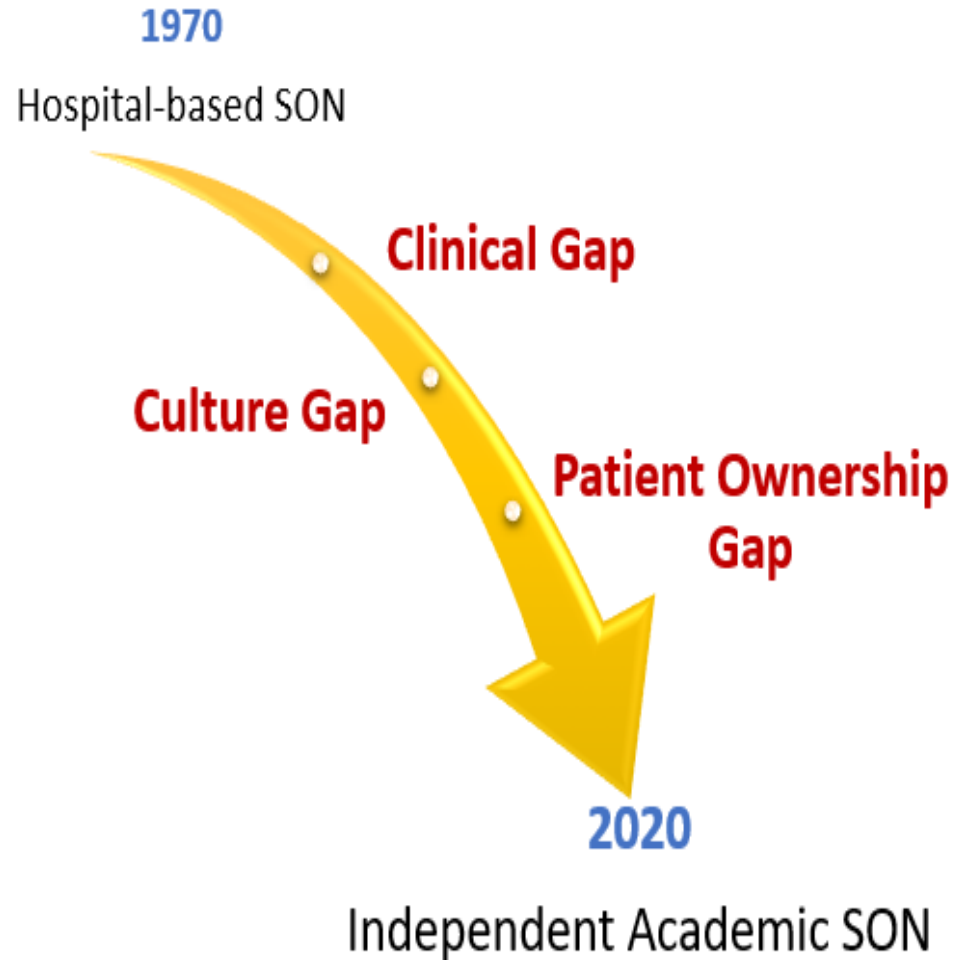 1970
Hospital-based SON
Clinical Gap
Culture Gap
Patient Ownership
Gap
2020
Independent Academic SON